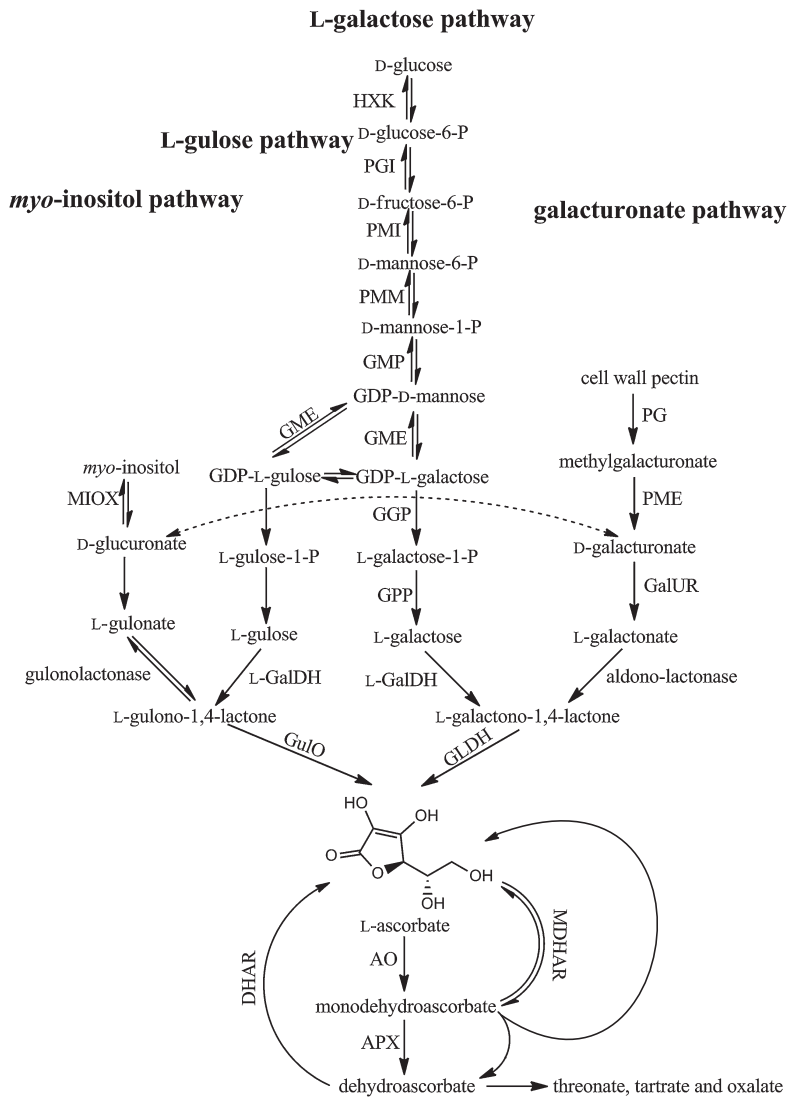 L-galactose pathway
D-glucose
HXK
L-gulose pathway
D-glucose-6-P
PGI
myo-inositol pathway
D-fructose-6-P
galacturonate pathway
PMI
D-mannose-6-P
PMM
D-mannose-1-P
GMP
cell wall pectin
GDP-D-mannose
PG
GME
GME
methylgalacturonate
myo-inositol
GDP-L-gulose
GDP-L-galactose
MIOX
PME
GGP
D-glucuronate
L-gulose-1-P
L-galactose-1-P
D-galacturonate
GPP
GalUR
L-gulonate
L-gulose
L-galactose
L-galactonate
gulonolactonase
L-GalDH
L-GalDH
aldono-lactonase
L-gulono-1,4-lactone
L-galactono-1,4-lactone
GulO
GLDH
HO
OH
O
O
OH
OH
L-ascorbate
MDHAR
DHAR
AO
monodehydroascorbate
APX
dehydroascorbate
threonate, tartrate and oxalate